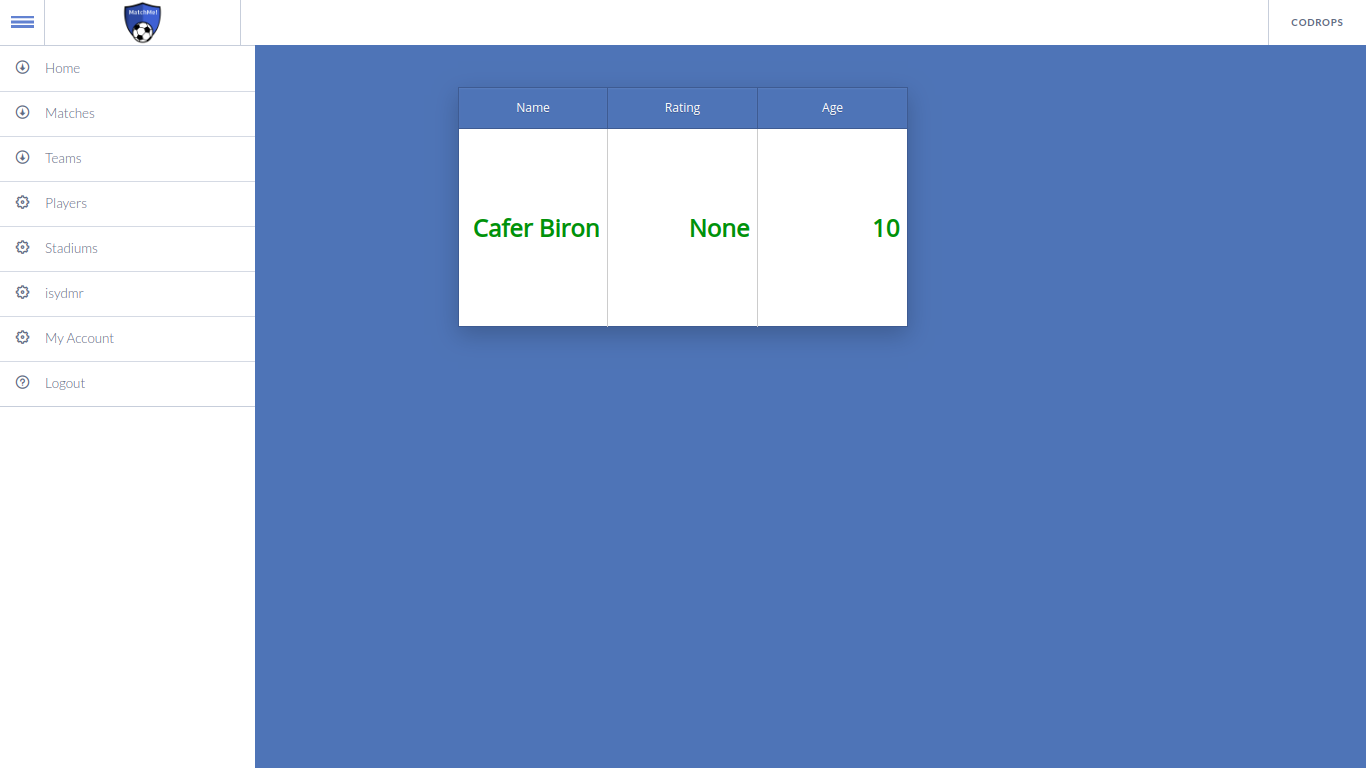 MatchMe!
CODROPS
Home
Matches
Teams
Players
Stadiums
isydmr
My Account
Logout
Name Rating Age
Cafer Biron None 10